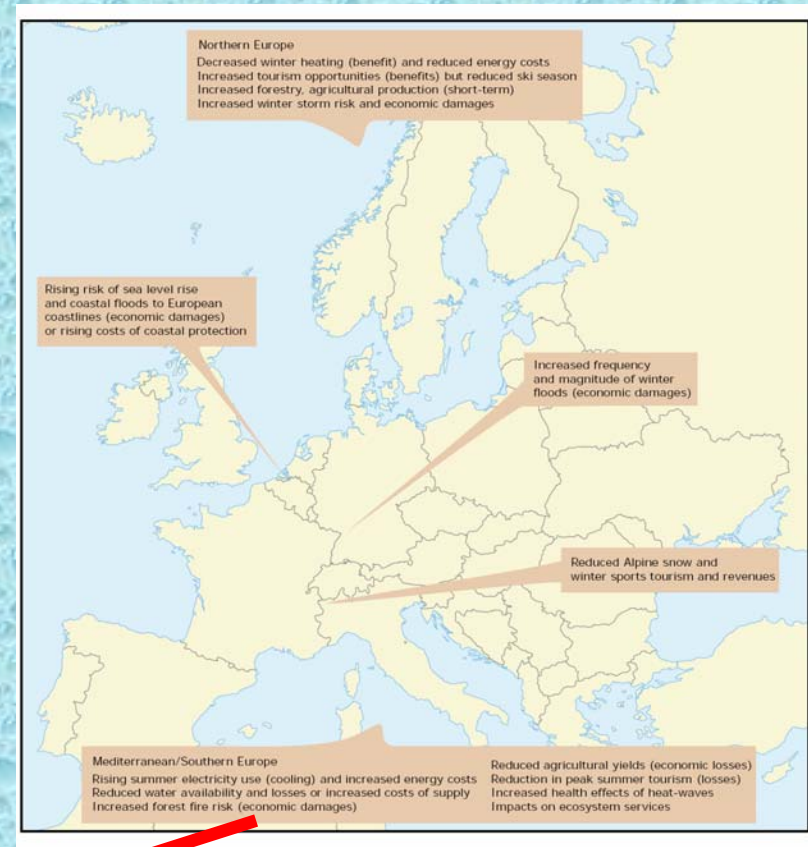 Northern Europe
Decreased winter heating (benefit) and reduced energy costs
Increased tourism opportunities (benefits) but reduced ski season
Increased forestry, agricultural production (short-term)
Increased winter storm risk and economic damages
Rising risk of sea level rise
and coastal floods to European
coastlines (economic damages)
or rising costs of coastal protection
Increased frequency
and magnitude of winter
floods (economic damages)
Reduced Alpine snow and
winter sports tourism and revenues
Mediterranean/Southern Europe
Rising summer electricity use (cooling) and increased energy costs
Reduced water availability and losses or increased costs of supply
Increased forest fire risk (economic damages)
Reduced agricultural yields (economic losses)
Reduction in peak summer tourism (losses)
Increased health effects of heat-waves
Impacts on ecosystem services